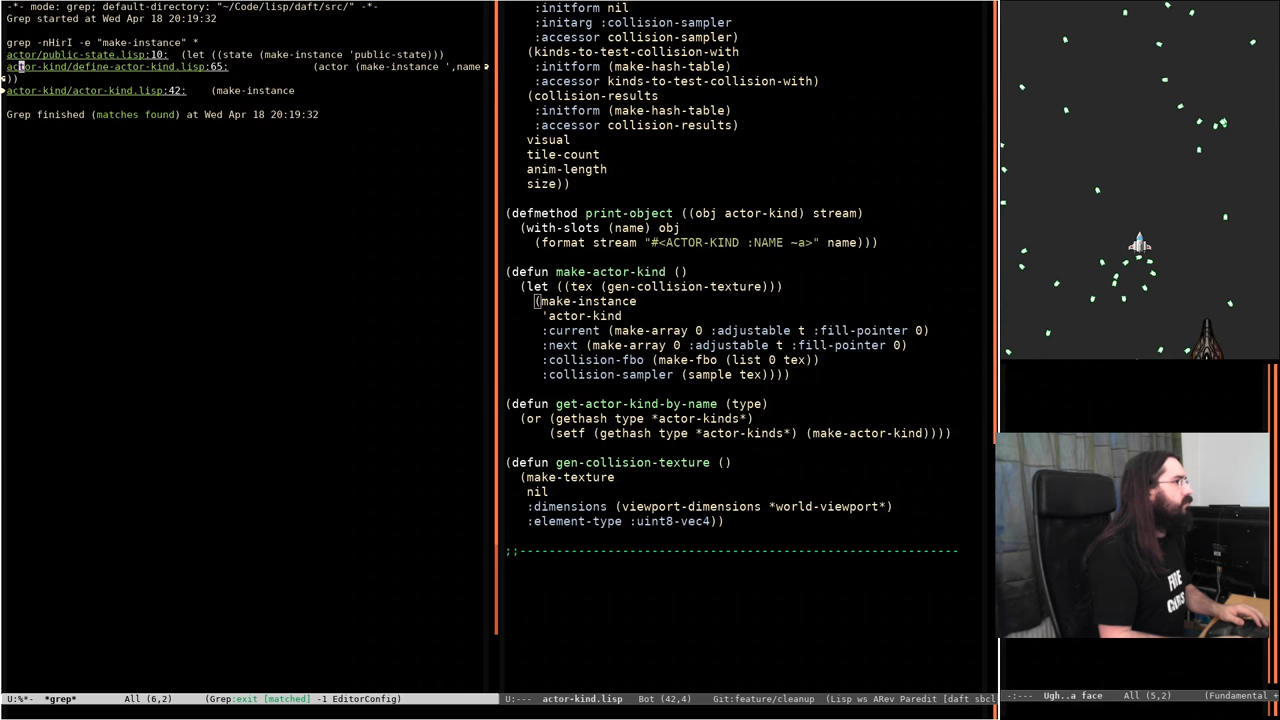 -*- mode: grep; default-directory: "~/Code/lisp/daft/src/" -*-
Grep started at Wed Apr 18 20:19:32

grep -nHirI -e "make-instance" *
actor/public-state.lisp:10:  (let ((state (make-instance 'public-state)))
actor-kind/define-actor-kind.lisp:65:              (actor (make-instance ',name
))
actor-kind/actor-kind.lisp:42:    (make-instance

Grep finished (matches found) at Wed Apr 18 20:19:32
U:%*-  *grep*        All (6,2)      (Grep:exit [matched] -1 EditorConfig)
:initform nil
:initarg :collision-sampler
:accessor collision-sampler)
(kinds-to-test-collision-with
:initform (make-hash-table)
:accessor kinds-to-test-collision-with)
(collision-results
:initform (make-hash-table)
:accessor collision-results)
visual
tile-count
anim-length
size))

(defmethod print-object ((obj actor-kind) stream)
(with-slots (name) obj
(format stream "#<ACTOR-KIND :NAME ~a>" name)))

(defun make-actor-kind ()
(let ((tex (gen-collision-texture)))
(make-instance
'actor-kind
:current (make-array 0 :adjustable t :fill-pointer 0)
:next (make-array 0 :adjustable t :fill-pointer 0)
:collision-fbo (make-fbo (list 0 tex))
:collision-sampler (sample tex))))

(defun get-actor-kind-by-name (type)
(or (gethash type *actor-kinds*)
(setf (gethash type *actor-kinds*) (make-actor-kind))))

(defun gen-collision-texture ()
(make-texture
nil
:dimensions (viewport-dimensions *world-viewport*)
:element-type :uint8-vec4))

;;------------------------------------------------------------
U:---  actor-kind.lisp   Bot (42,4)   Git:feature/cleanup  (Lisp ws ARev Paredit [daft sbcl
FIRE
-:---  Ugh..a face   All (5,2)     (Fundamental +